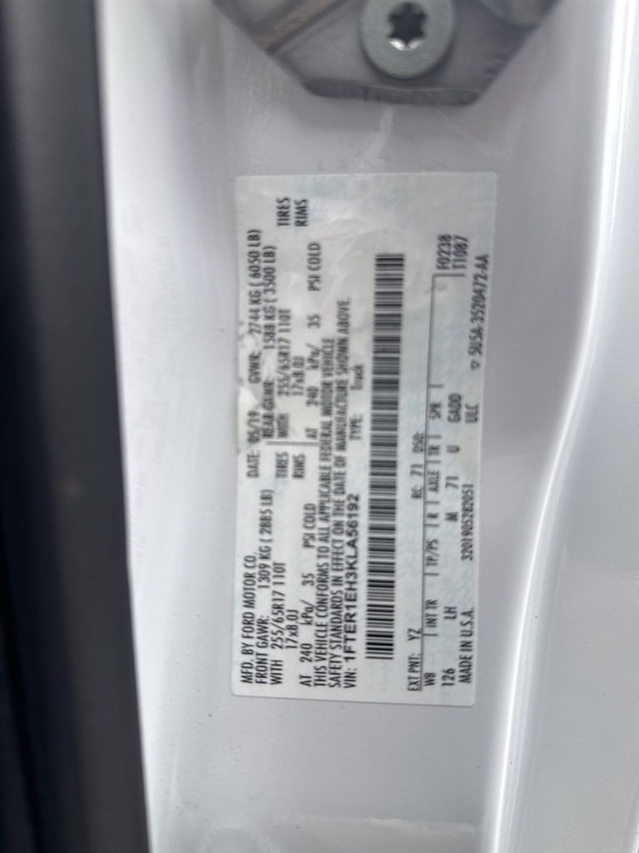 MFD. BY FORD MOTOR CO.
DATE: 05/19 GVWR: 2744 KG ( 6050 LB)
FRONT GAWR: 1309 KG ( 2885 LB) REAR GAWR: 1588 KG ( 3500 LB)
WITH 255/65R17 110T TIRES WITH 255/65R17 110T TIRES
17x8.0J RIMS 17x8.0J RIMS
AT 240 kPa/ 35 PSI COLD AT 240 kPa/ 35 PSI COLD
THIS VEHICLE CONFORMS TO ALL APPLICABLE FEDERAL MOTOR VEHICLE
SAFETY STANDARDS IN EFFECT ON THE DATE OF MANUFACTURE SHOWN ABOVE.
VIN: 1FTER1EH3KLA56192 TYPE: Truck
EXT PNT: YZ RC: 71 DSO: F0238
WB INT TR TP/PS R AXLE TR SPR T1087
126 LH M 71 U GADD
MADE IN U.S.A. 3201905282051 ULC 5U5A-3520472-AA